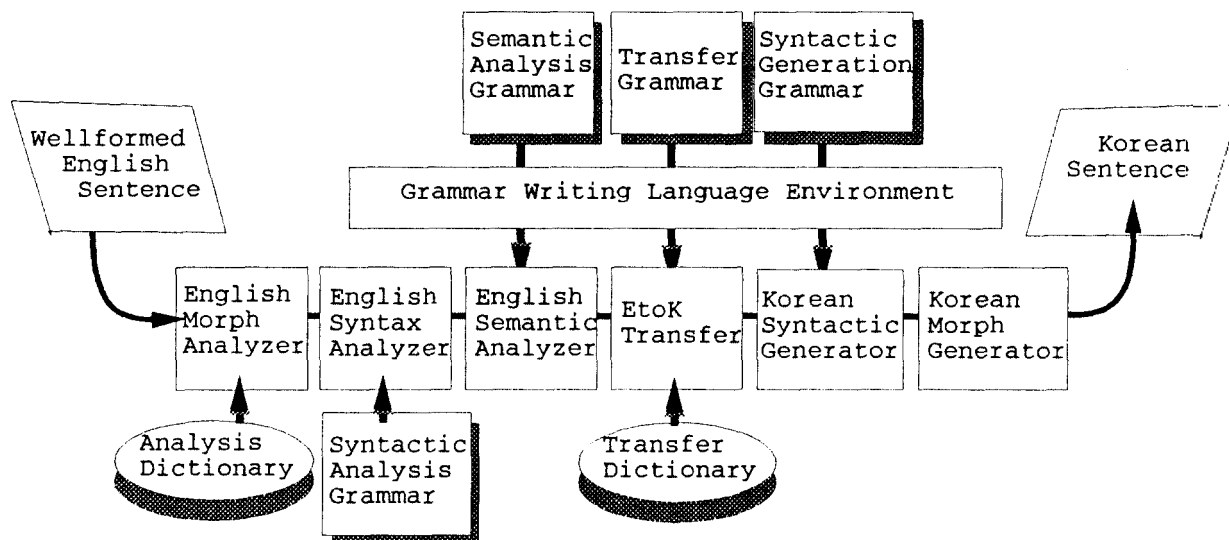 Semantic
Analysis
Grammar
Transfer
Grammar
Syntactic
Generation
Grammar
Wellformed
English
Sentence
Korean
Sentence
Grammar Writing Language Environment
English
Morph
Analyzer
English
Syntax
Analyzer
English
Semantic
Analyzer
EtoK
Transfer
Korean
Syntactic
Generator
Korean
Morph
Generator
Analysis
Dictionary
Syntactic
Analysis
Grammar
Transfer
Dictionary